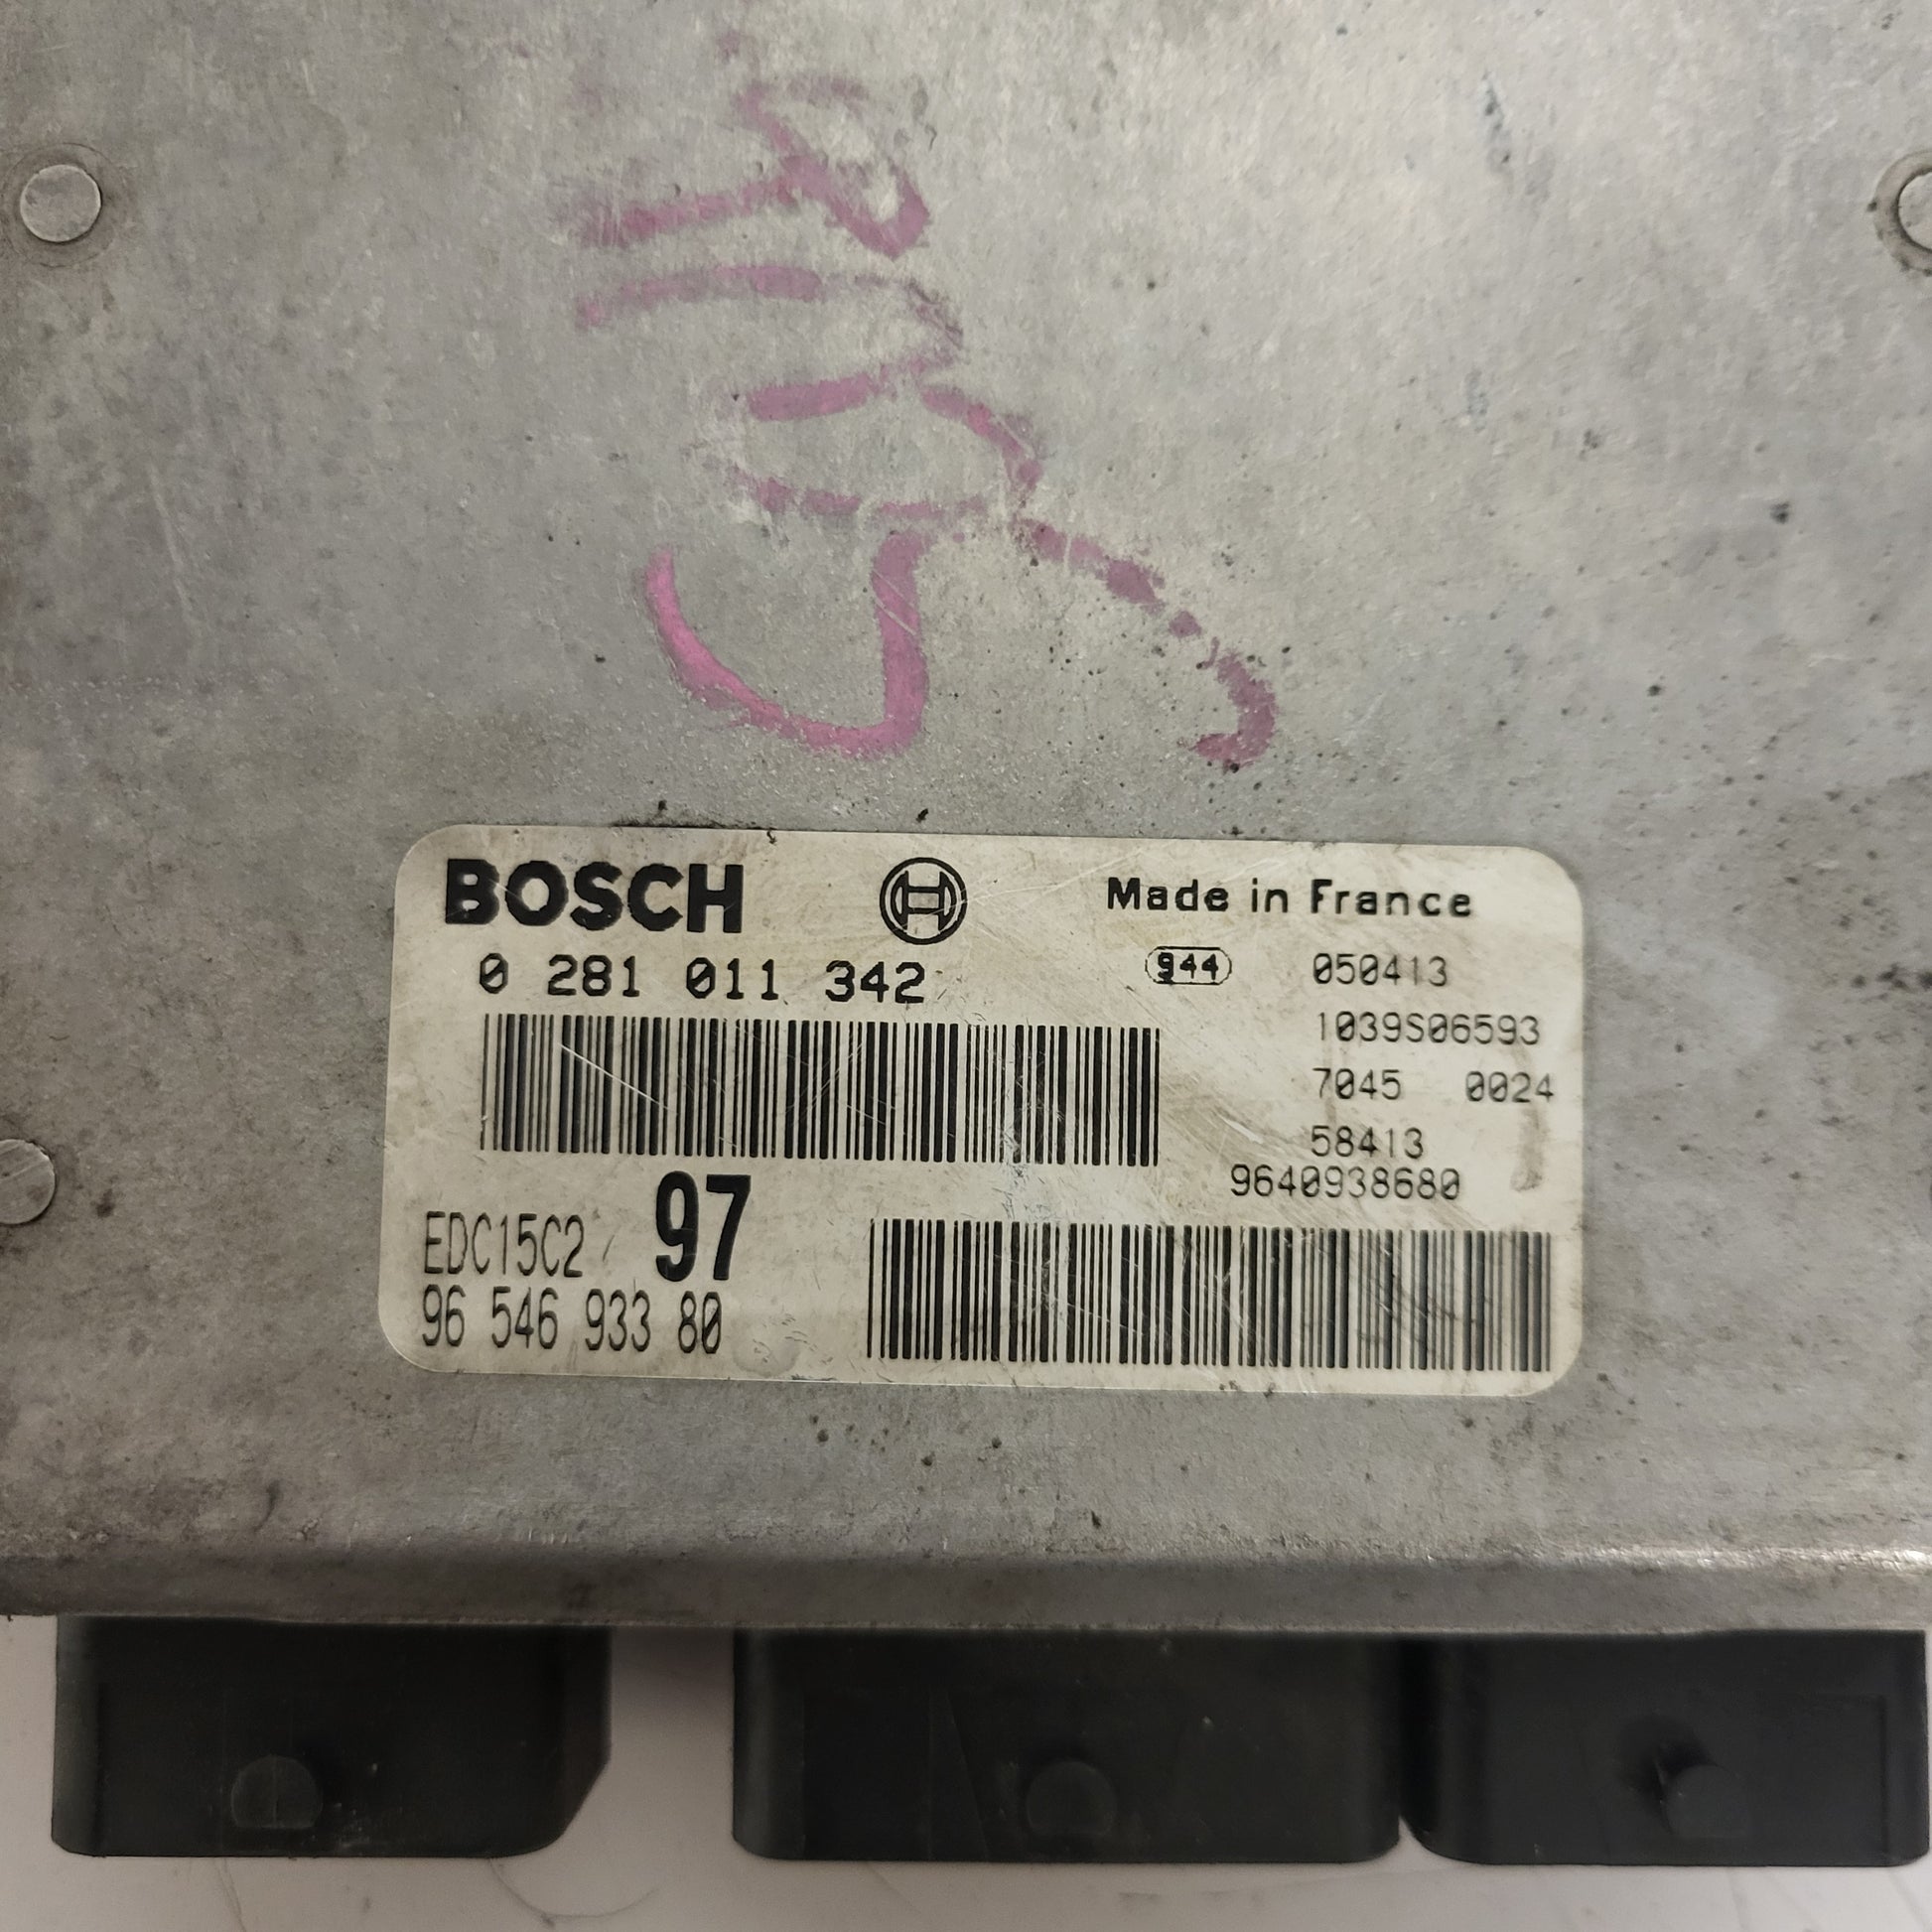 BOSCH Made in France
0 281 011 342 944 050413
1039S06593
7045 0024
58413
9640938680
EDC15C2 97
96 546 933 80